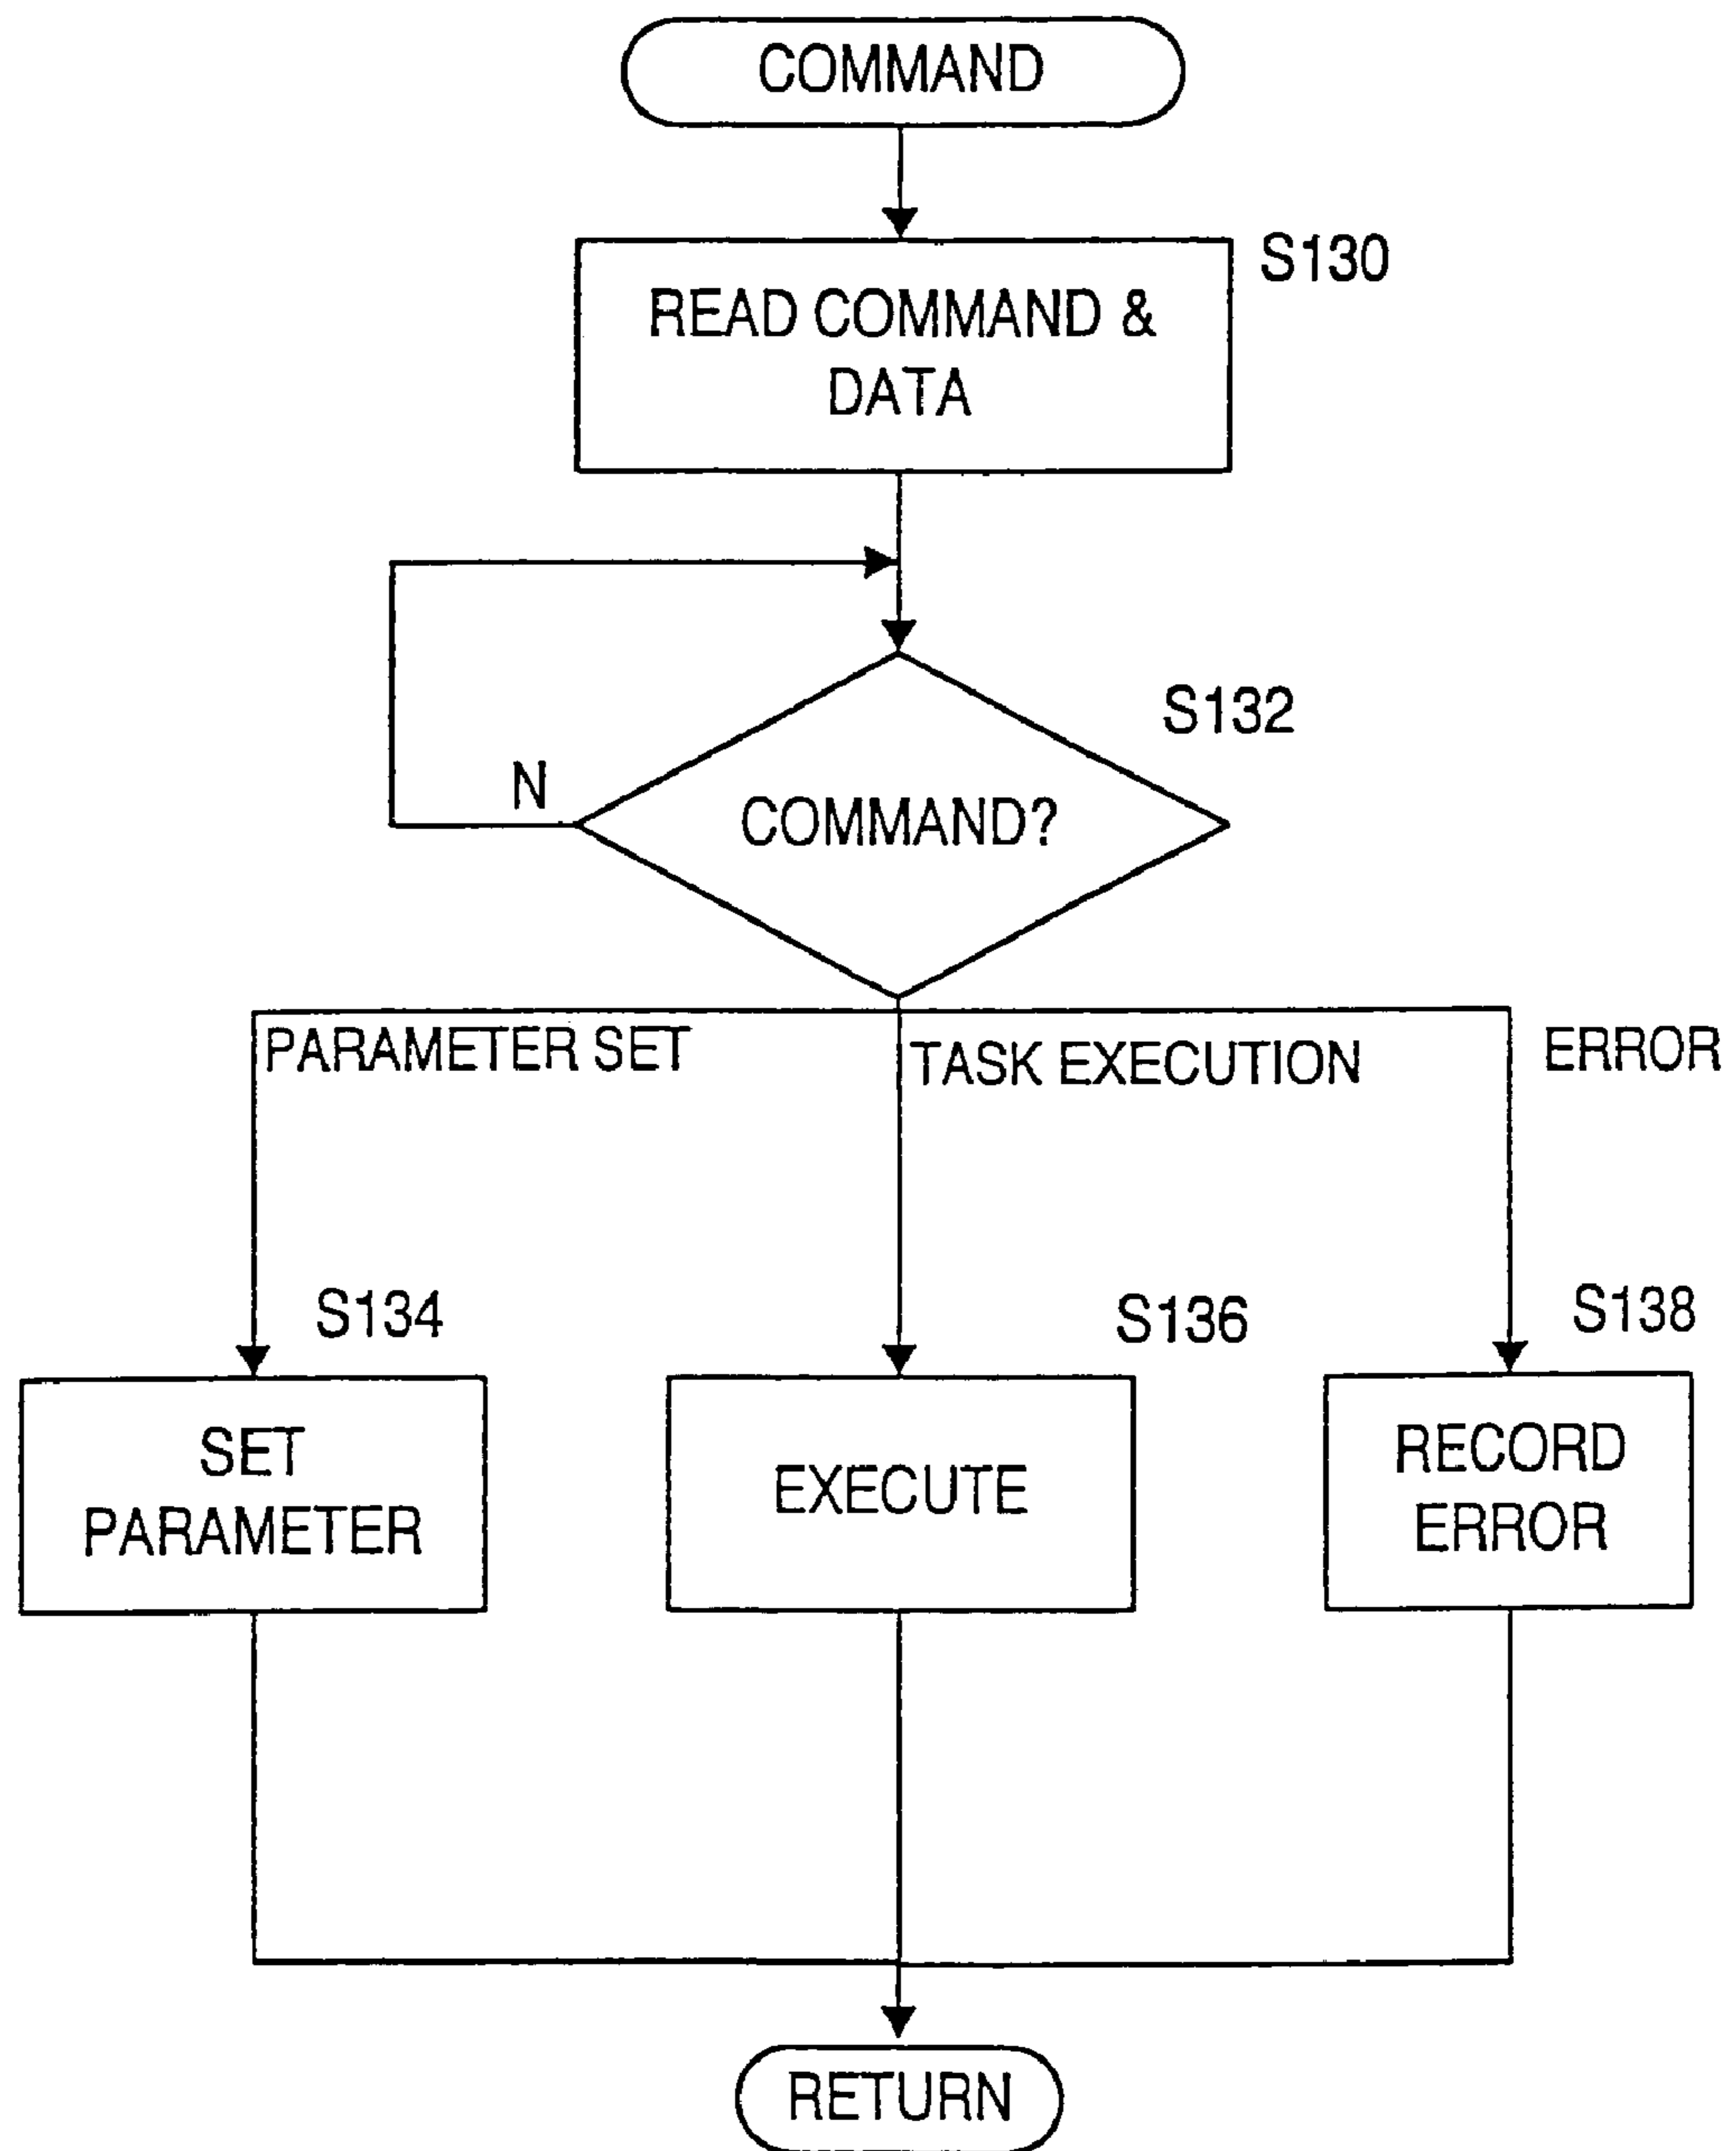 COMMAND
S130
READ COMMAND &
DATA
S132
N
COMMAND?
PARAMETER SET
TASK EXECUTION
ERROR
S134
S136
S138
SET
PARAMETER
EXECUTE
RECORD
ERROR
RETURN